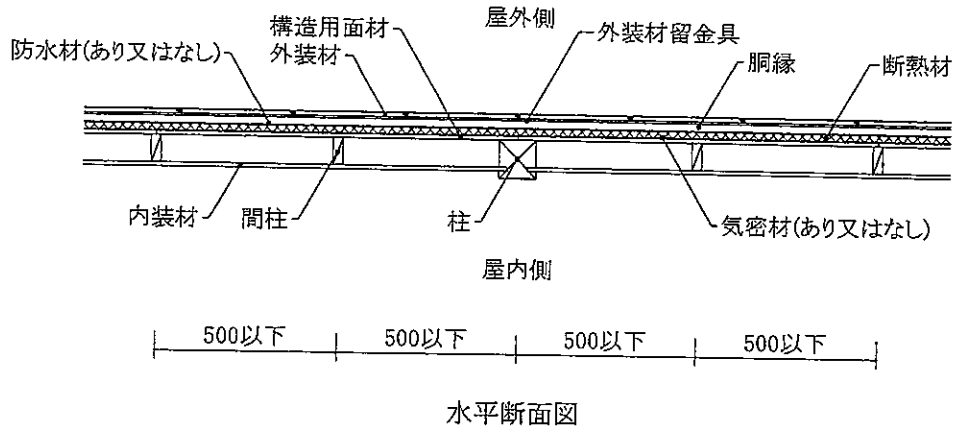 屋外側
構造用面材
防水材(あり又はなし)
外装材
外装材留金具
胴縁
断熱材
内装材
間柱
柱
気密材(あり又はなし)
屋内側
500以下
500以下
500以下
500以下
水平断面図